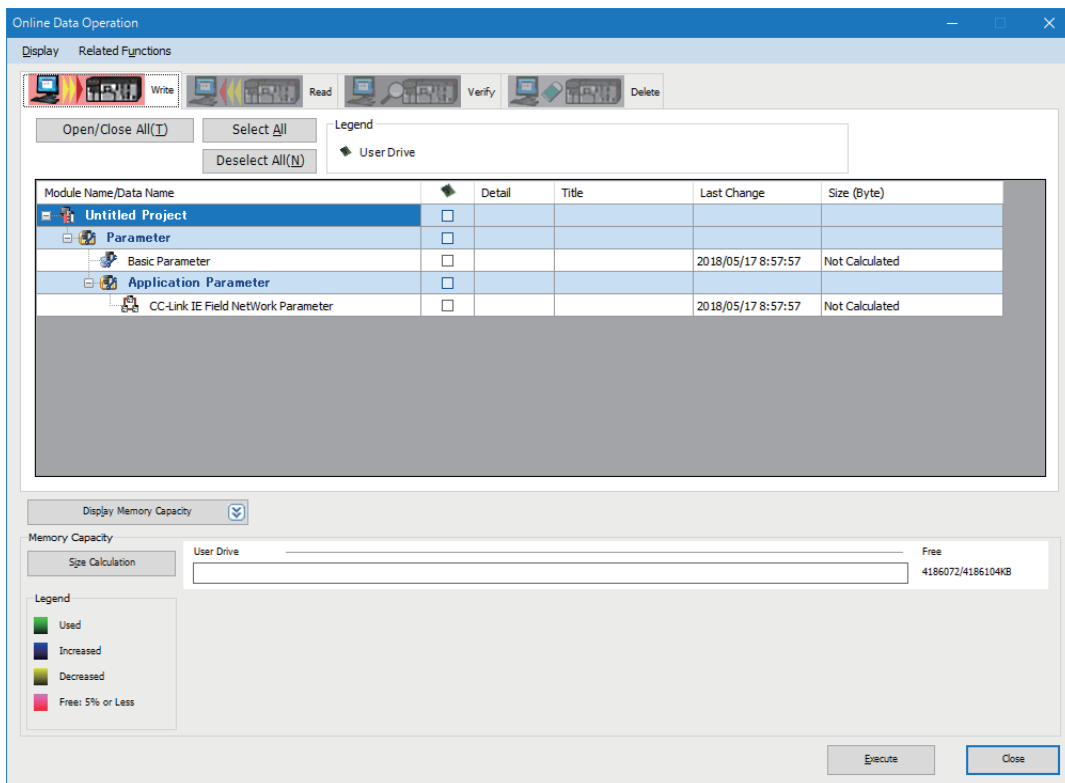 Online Data Operation
Display Related Functions
Write Read Verify Delete
Open/Close All(T) Select All Legend
Deselect All(N) User Drive
Module Name/Data Name Detail Title Last Change Size (Byte)
Untitled Project
Parameter
Basic Parameter 2018/05/17 8:57:57 Not Calculated
Application Parameter
CC-Link IE Field NetWork Parameter 2018/05/17 8:57:57 Not Calculated
Display Memory Capacity
Memory Capacity
Size Calculation User Drive Free
4186072/4186104KB
Legend
Used
Increased
Decreased
Free: 5% or Less
Execute Close